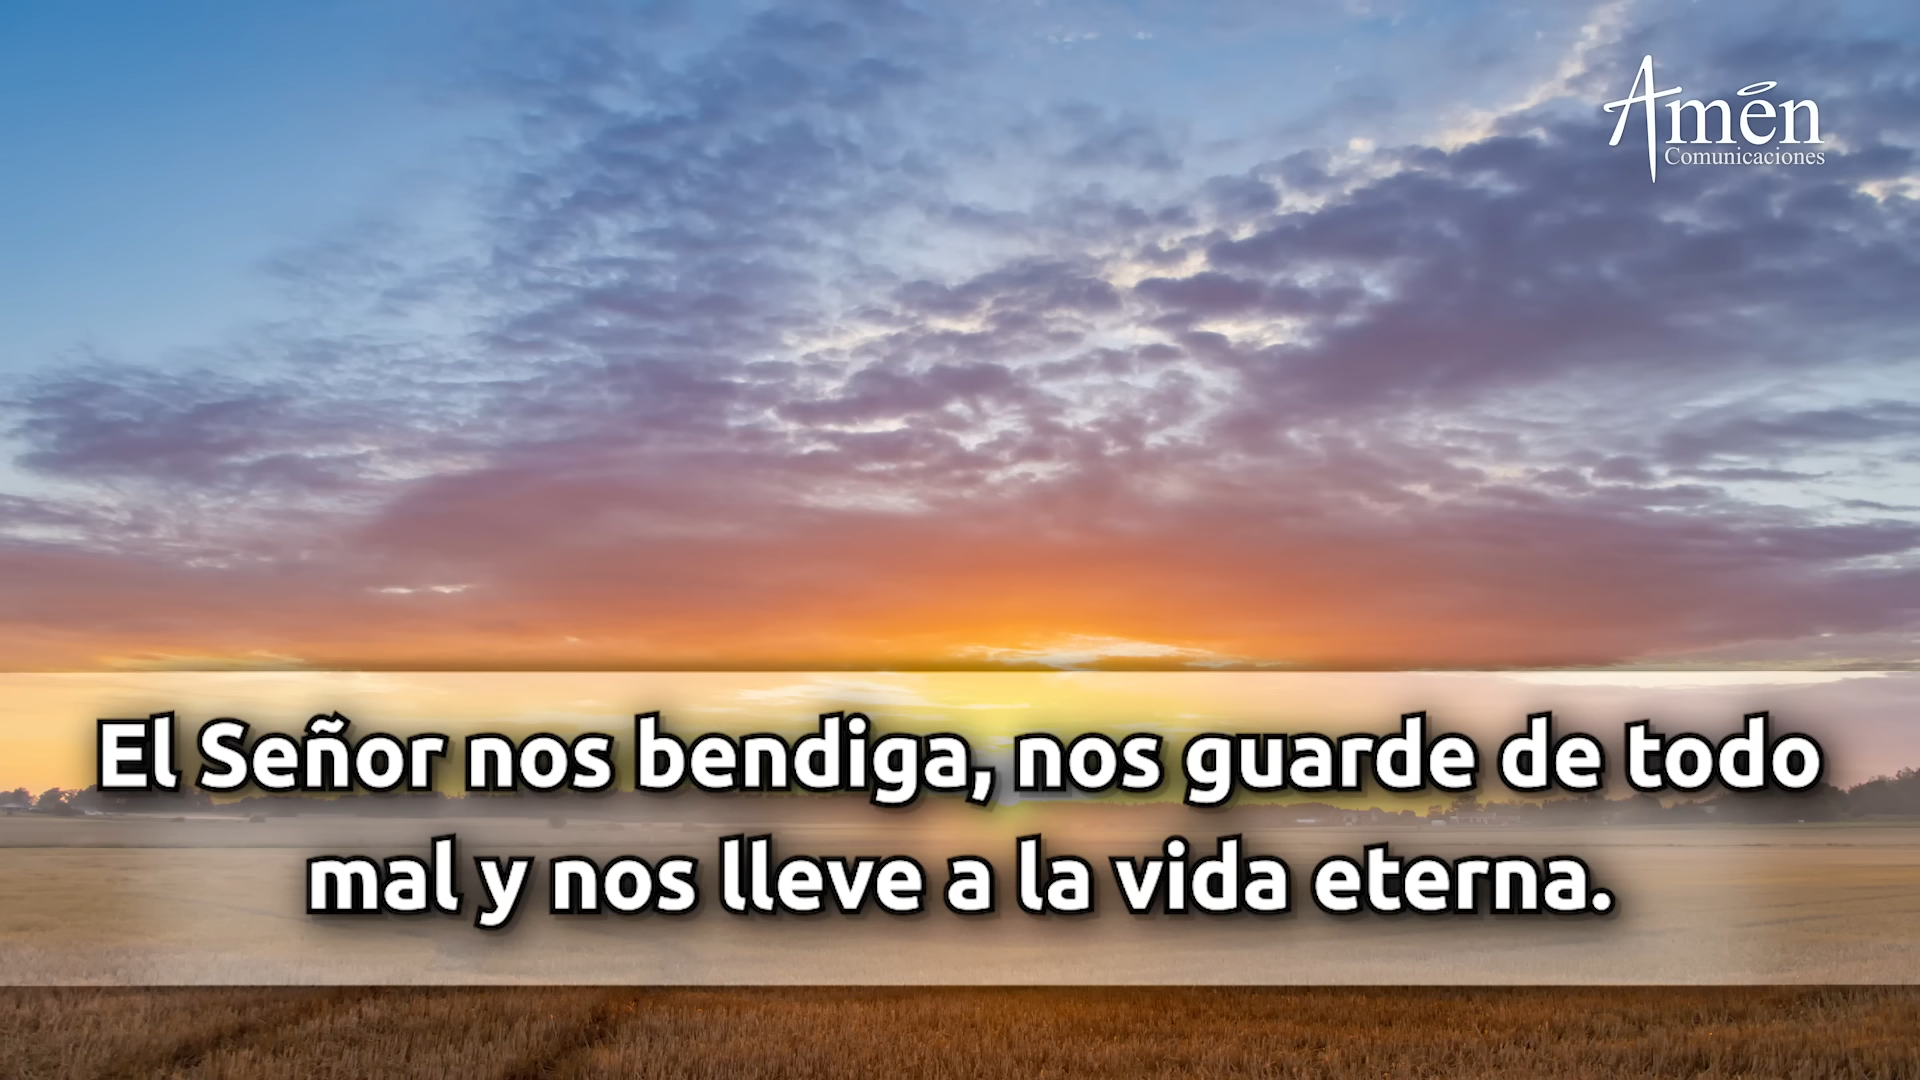 Amén
Comunicaciones
El Señor nos bendiga, nos guarde de todo
mal y nos lleve a la vida eterna.